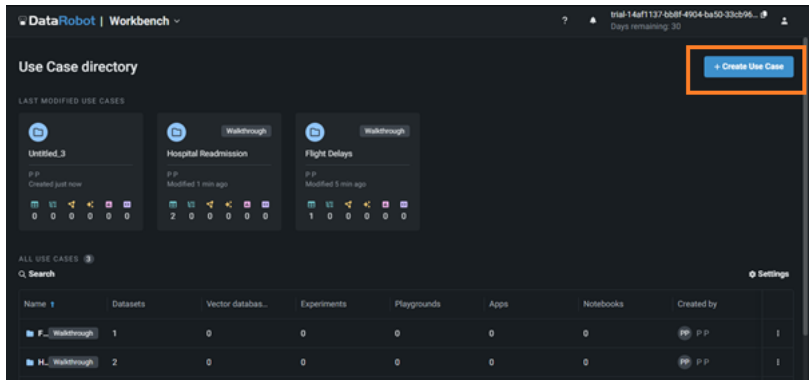 DataRobot | Workbench
?
trial-14af1137-bb8f-4904-ba50-33cb96...
Days remaining: 30
Use Case directory
+ Create Use Case
LAST MODIFIED USE CASES
Untitled_3
P P
Created just now
0 0 0 0 0 0
Walkthrough
Hospital Readmission
P P
Modified 1 min ago
2 0 0 0 0 0
Walkthrough
Flight Delays
P P
Modified 5 min ago
1 0 0 0 0 0
ALL USE CASES 3
Search
Settings
Name Datasets Vector databas... Experiments Playgrounds Apps Notebooks Created by
F... Walkthrough 1 0 0 0 0 0 PP P P
H... Walkthrough 2 0 0 0 0 0 PP P P